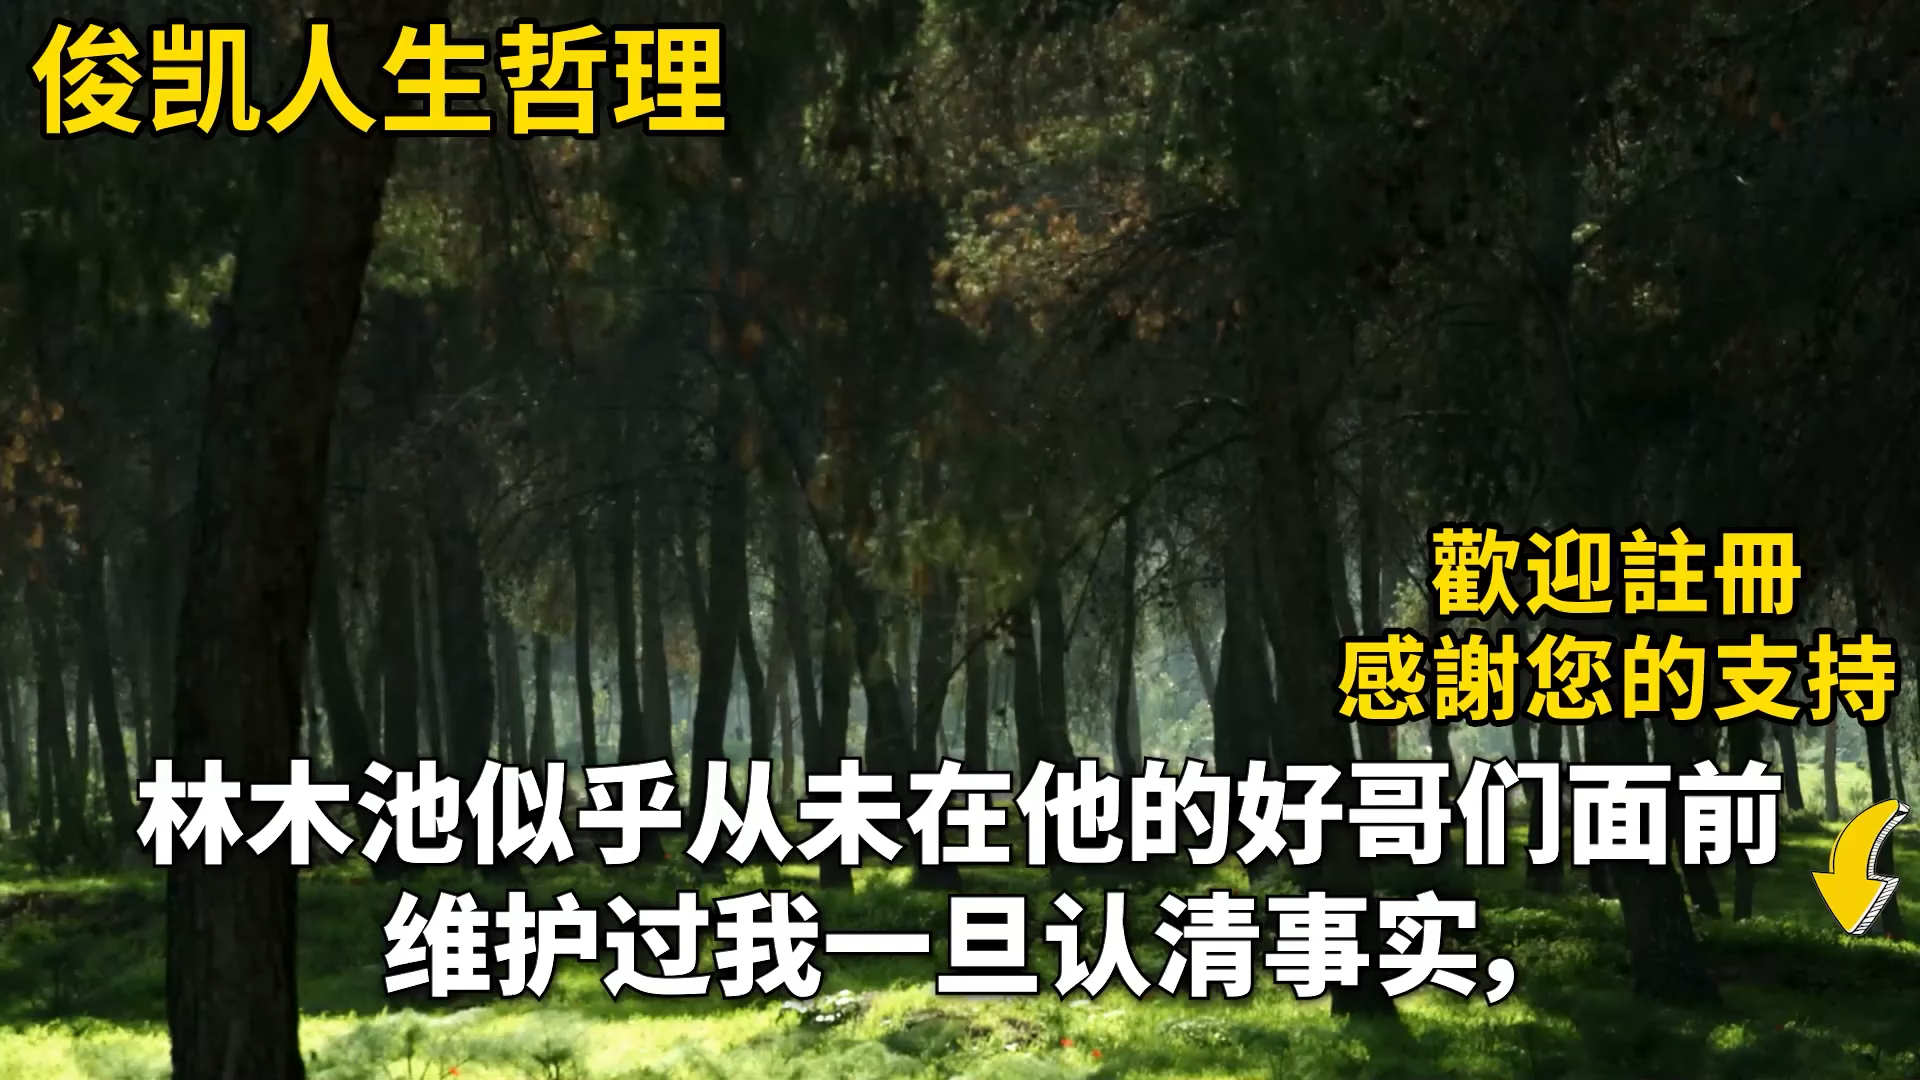 俊凯人生哲理
歡迎註冊
感謝您的支持
林木池似乎从未在他的好哥们面前
维护过我一旦认清事实,